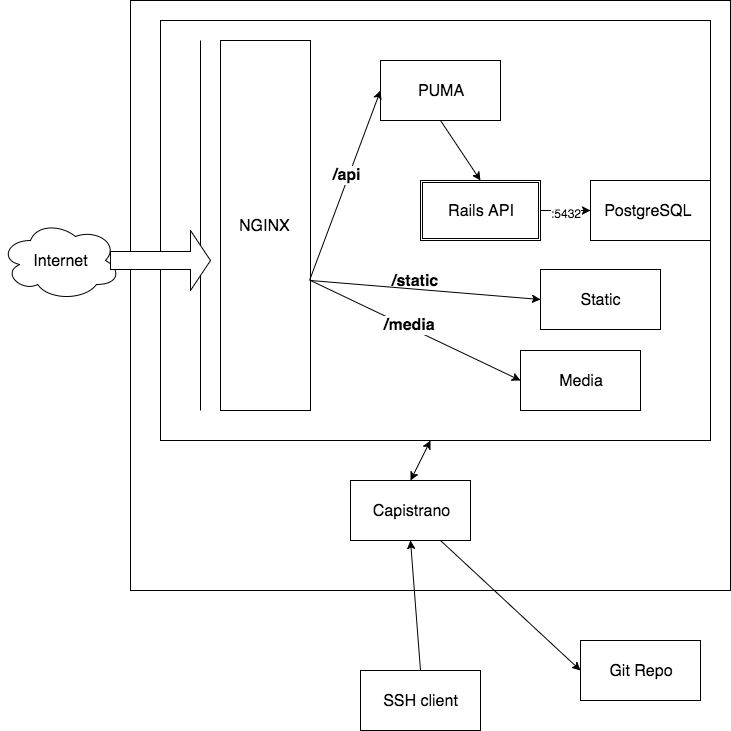 PUMA
/api
Rails API
:5432
PostgreSQL
NGINX
Internet
/static
Static
/media
Media
Capistrano
Git Repo
SSH client